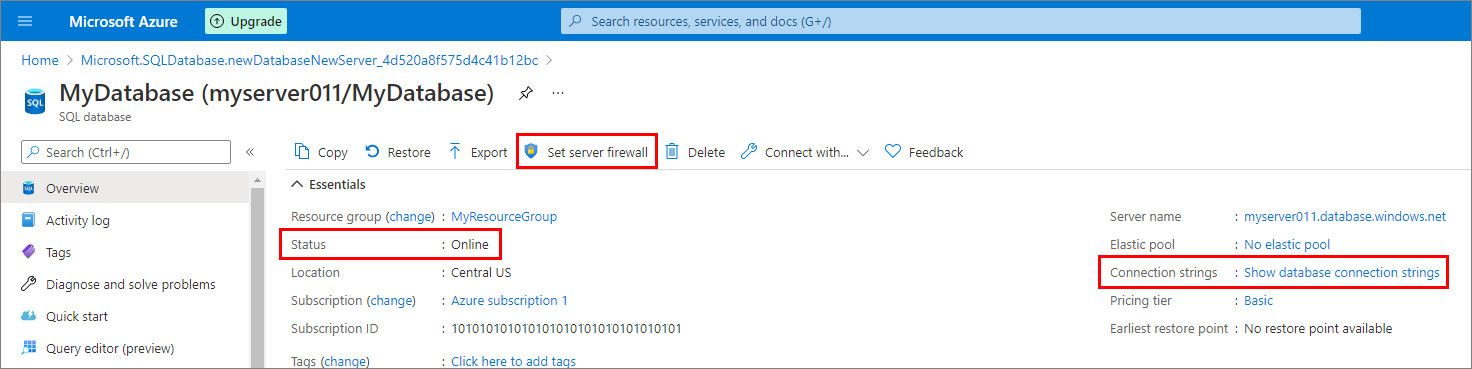 Microsoft Azure Upgrade Search resources, services, and docs (G+/)
Home > Microsoft.SQLDatabase.newDatabaseNewServer_4d520a8f575d4c41b12bc >
SQL MyDatabase (myserver011/MyDatabase) ...
SQL database
Search (Ctrl+/) « Copy Restore Export Set server firewall Delete Connect with... Feedback
Overview
Activity log
Tags
Diagnose and solve problems
Quick start
Query editor (preview)
Essentials
Resource group (change) : MyResourceGroup
Status : Online
Location : Central US
Subscription (change) : Azure subscription 1
Subscription ID : 10101010101010101010101010101010101
Tags (change) : Click here to add tags
Server name : myserver011.database.windows.net
Elastic pool : No elastic pool
Connection strings : Show database connection strings
Pricing tier : Basic
Earliest restore point : No restore point available